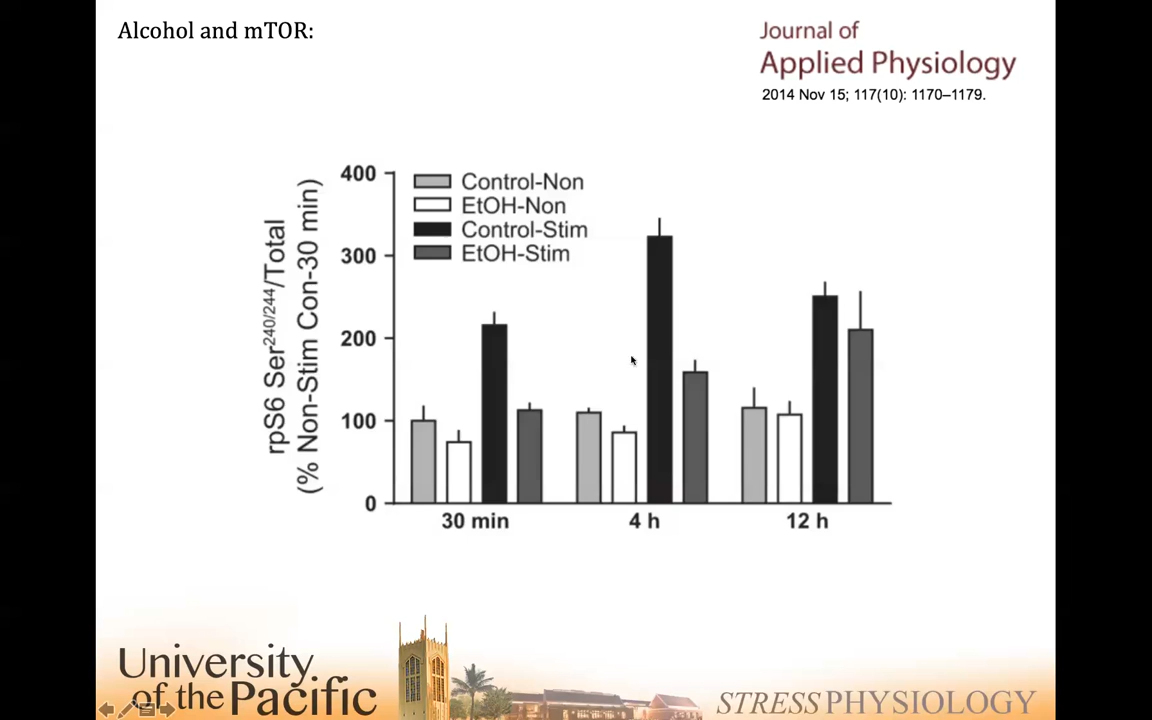 Alcohol and mTOR:
Journal of
Applied Physiology
2014 Nov 15; 117(10): 1170–1179.
rpS6 Ser240/244/Total
(% Non-Stim Con-30 min)
400
300
200
100
0
Control-Non
EtOH-Non
Control-Stim
EtOH-Stim
30 min
4 h
12 h
University
of the Pacific
STRESS PHYSIOLOGY